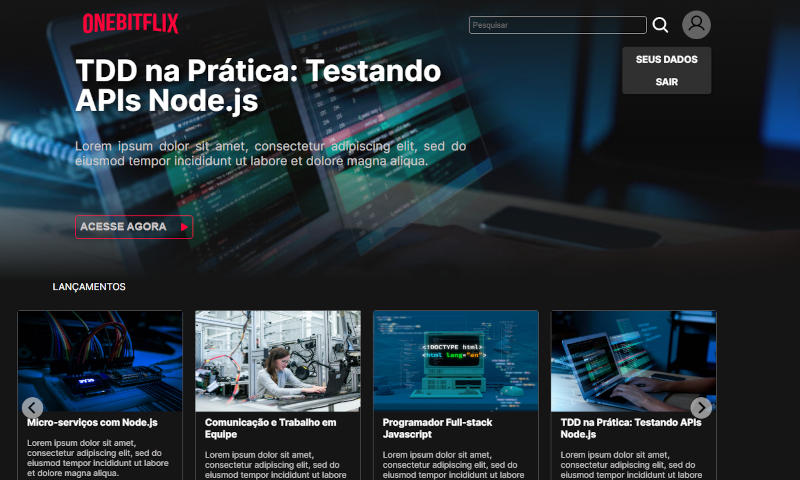 ONEBITFLIX
Pesquisar
SEUS DADOS
SAIR
TDD na Prática: Testando
APIs Node.js
Lorem ipsum dolor sit amet, consectetur adipiscing elit, sed do
eiusmod tempor incididunt ut labore et dolore magna aliqua.
ACESSE AGORA
LANÇAMENTOS
<!DOCTYPE html>
<html lang="en">
Micro-serviços com Node.js
Lorem ipsum dolor sit amet,
consectetur adipiscing elit, sed do
eiusmod tempor incididunt ut labore
et dolore magna aliqua.
Comunicação e Trabalho em
Equipe
Lorem ipsum dolor sit amet,
consectetur adipiscing elit, sed do
eiusmod tempor incididunt ut labore
Programador Full-stack
Javascript
Lorem ipsum dolor sit amet,
consectetur adipiscing elit, sed do
eiusmod tempor incididunt ut labore
TDD na Prática: Testando APIs
Node.js
Lorem ipsum dolor sit amet,
consectetur adipiscing elit, sed do
eiusmod tempor incididunt ut labore